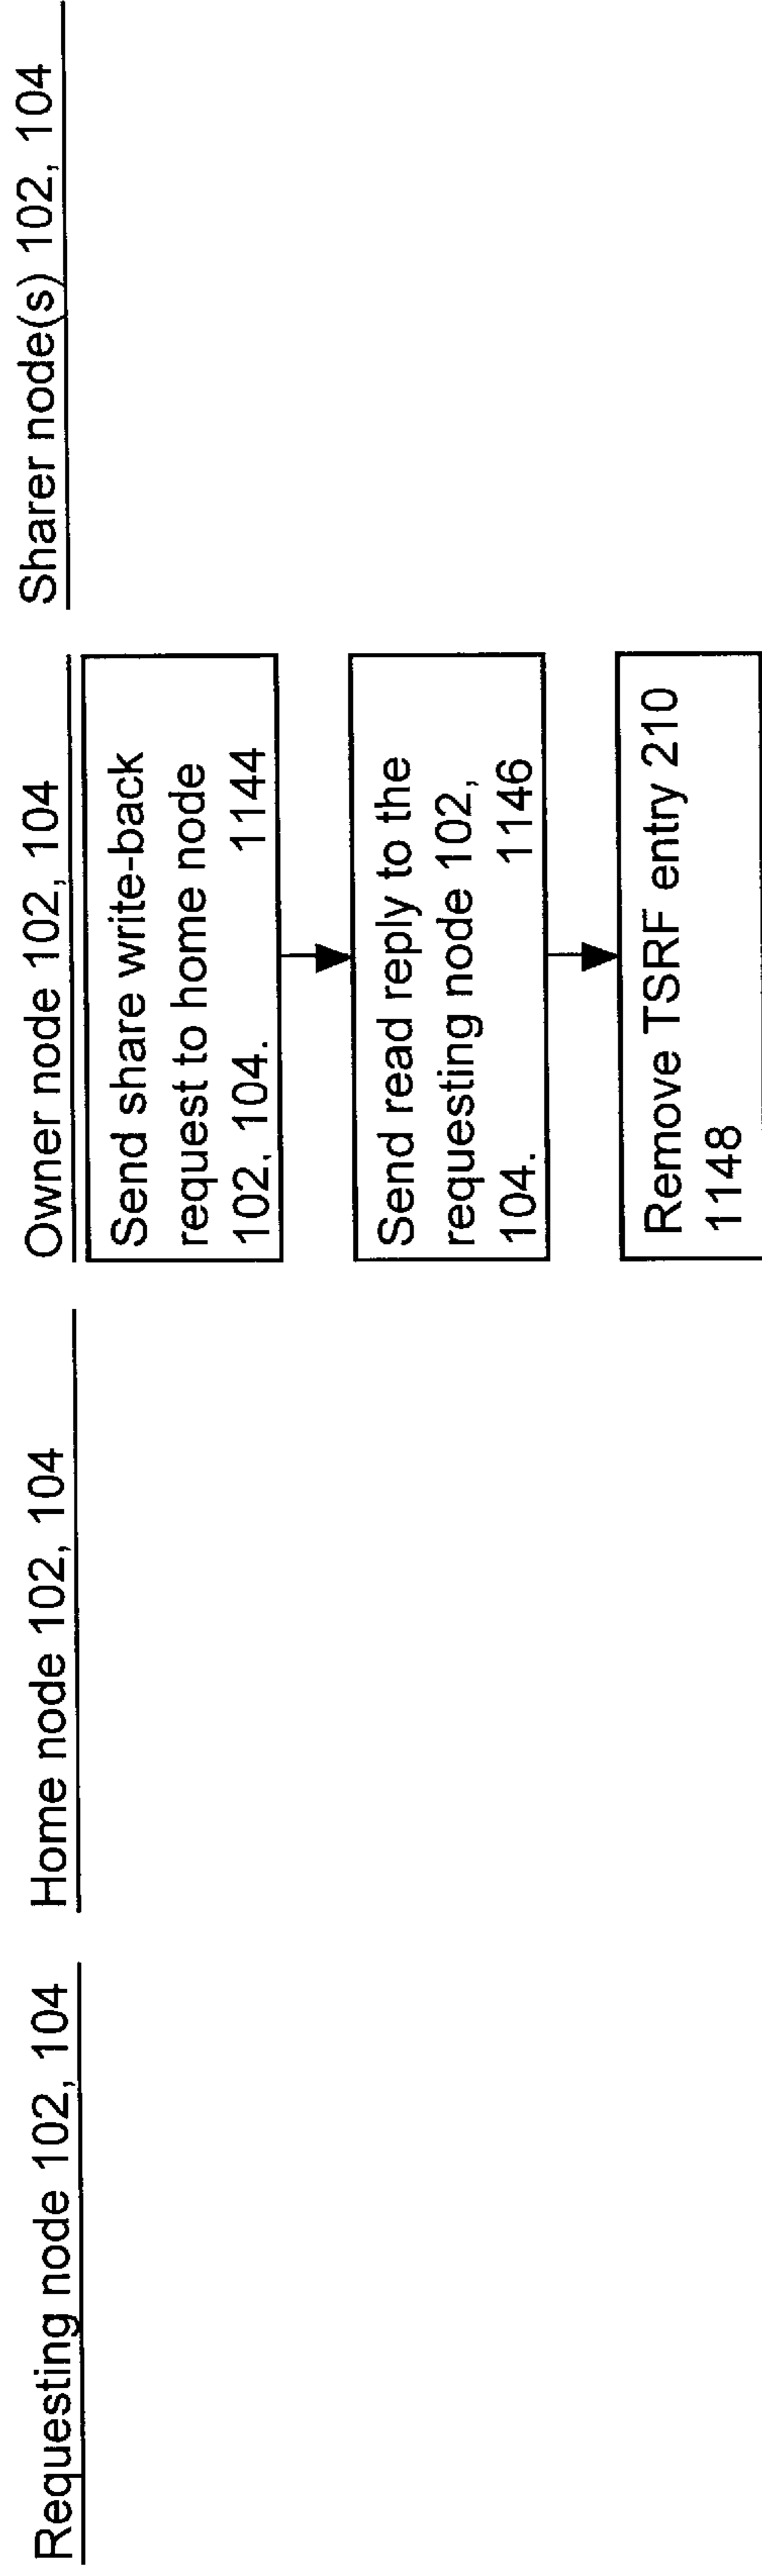 Requesting node 102, 104
Home node 102, 104
Owner node 102, 104
Sharer node(s) 102, 104
Send share write-back
request to home node
102, 104. 1144
Send read reply to the
requesting node 102,
104. 1146
Remove TSRF entry 210
1148